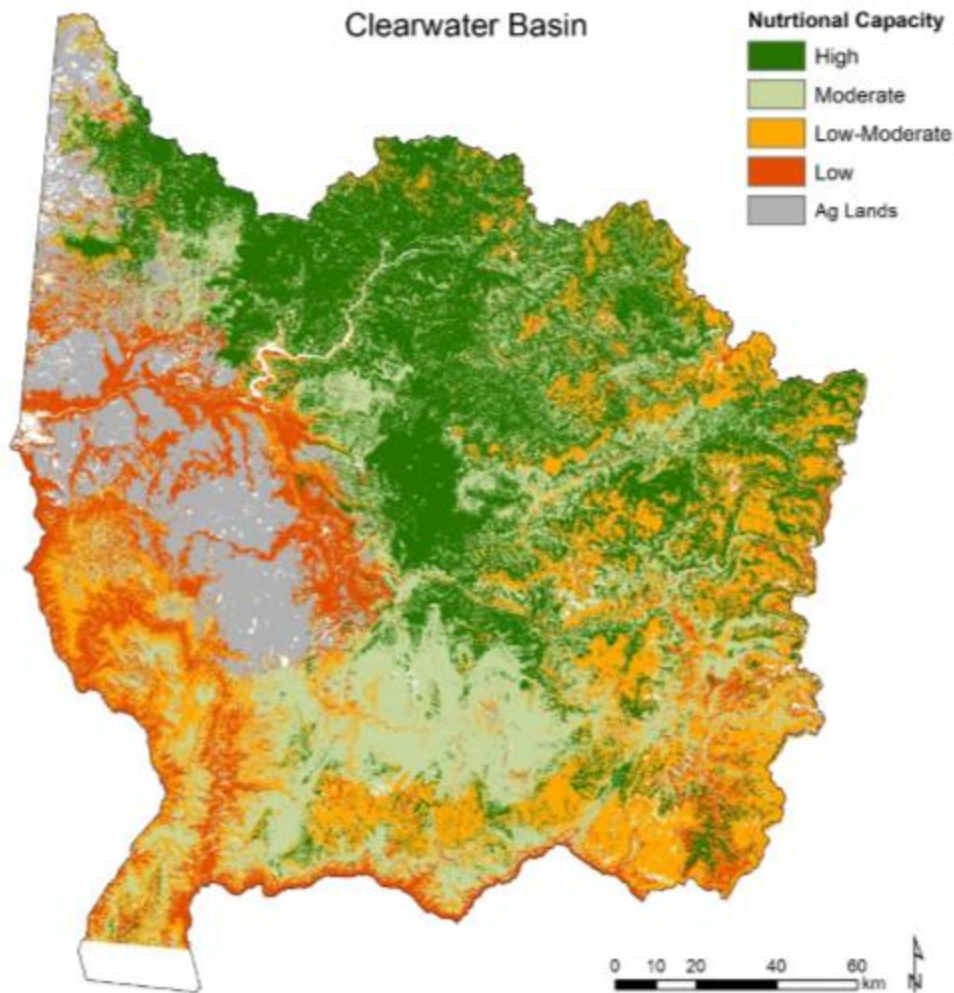 Clearwater Basin
Nutrtional Capacity
High
Moderate
Low-Moderate
Low
Ag Lands
0 10 20 40 60
km
N